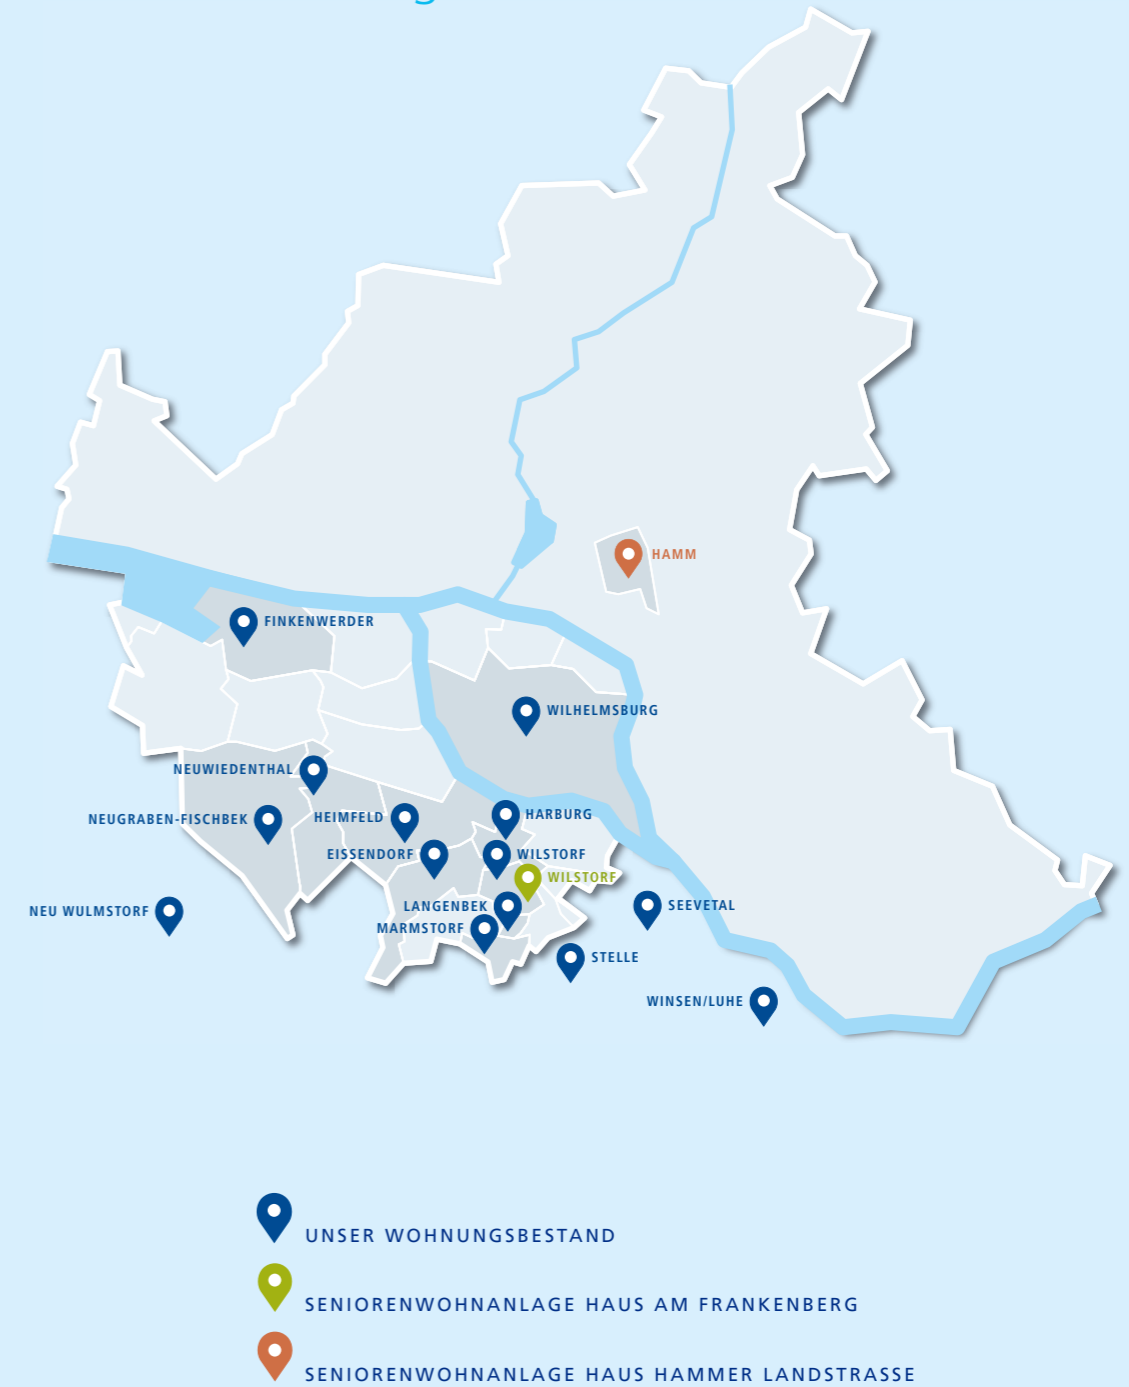 HAMM
FINKENWERDER
WILHELMSBURG
NEUWIEDENTHAL
NEUGRABEN-FISCHBEK
HEIMFELD
HARBURG
EISSENDORF
WILSTORF
WILSTORF
LANGENBEK
SEEVETAL
NEU WULMSTORF
MARMSTORF
STELLE
WINSEN/LUHE
UNSER WOHNUNGSBESTAND
SENIORENWOHNANLAGE HAUS AM FRANKENBERG
SENIORENWOHNANLAGE HAUS HAMMER LANDSTRASSE